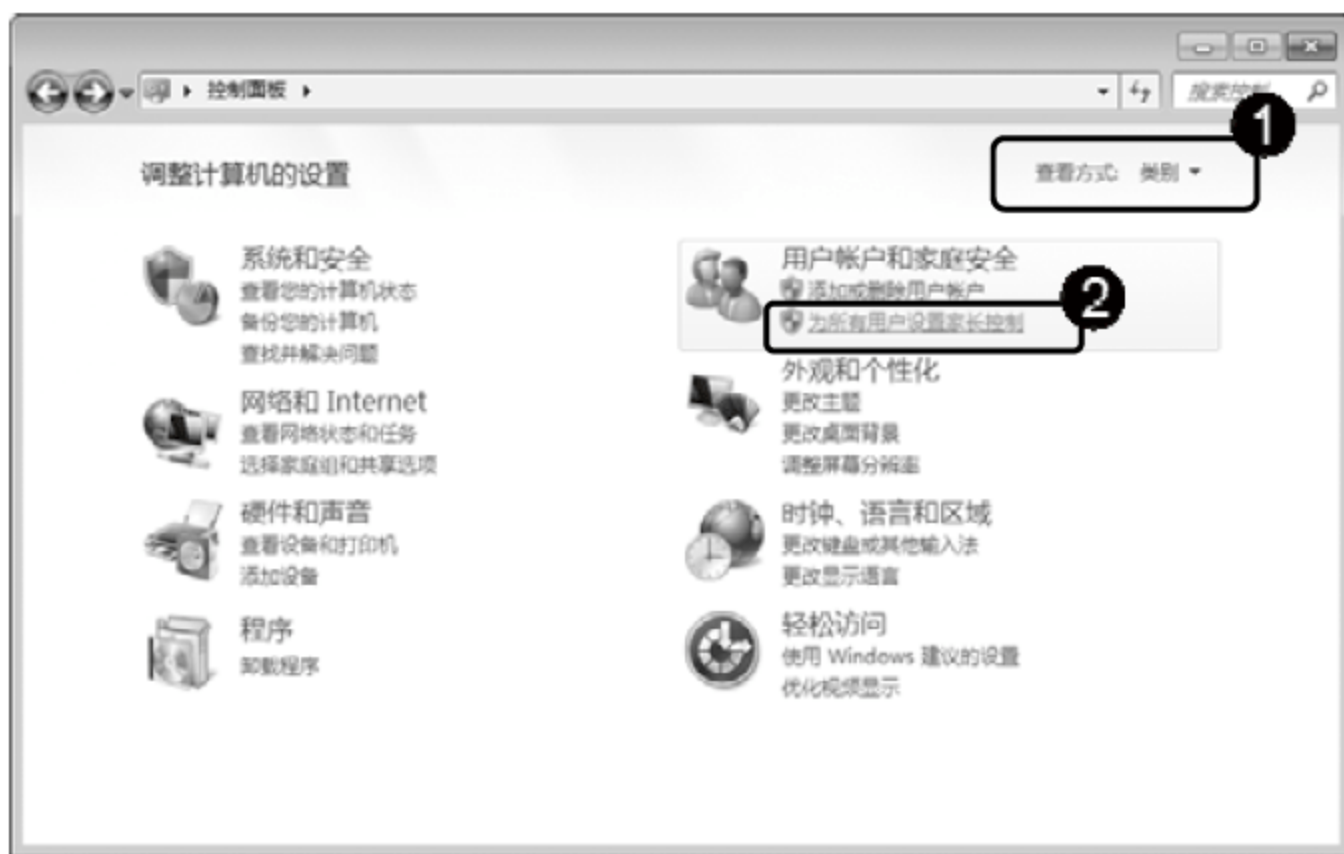 控制面板
搜索控制
1
调整计算机的设置
查看方式: 类别
系统和安全
查看您的计算机状态
备份您的计算机
查找并解决问题
网络和 Internet
查看网络状态和任务
选择家庭组和共享选项
硬件和声音
查看设备和打印机
添加设备
程序
卸载程序
用户帐户和家庭安全
添加或删除用户帐户
2
为所有用户设置家长控制
外观和个性化
更改主题
更改桌面背景
调整屏幕分辨率
时钟、语言和区域
更改键盘或其他输入法
更改显示语言
轻松访问
使用 Windows 建议的设置
优化视频显示